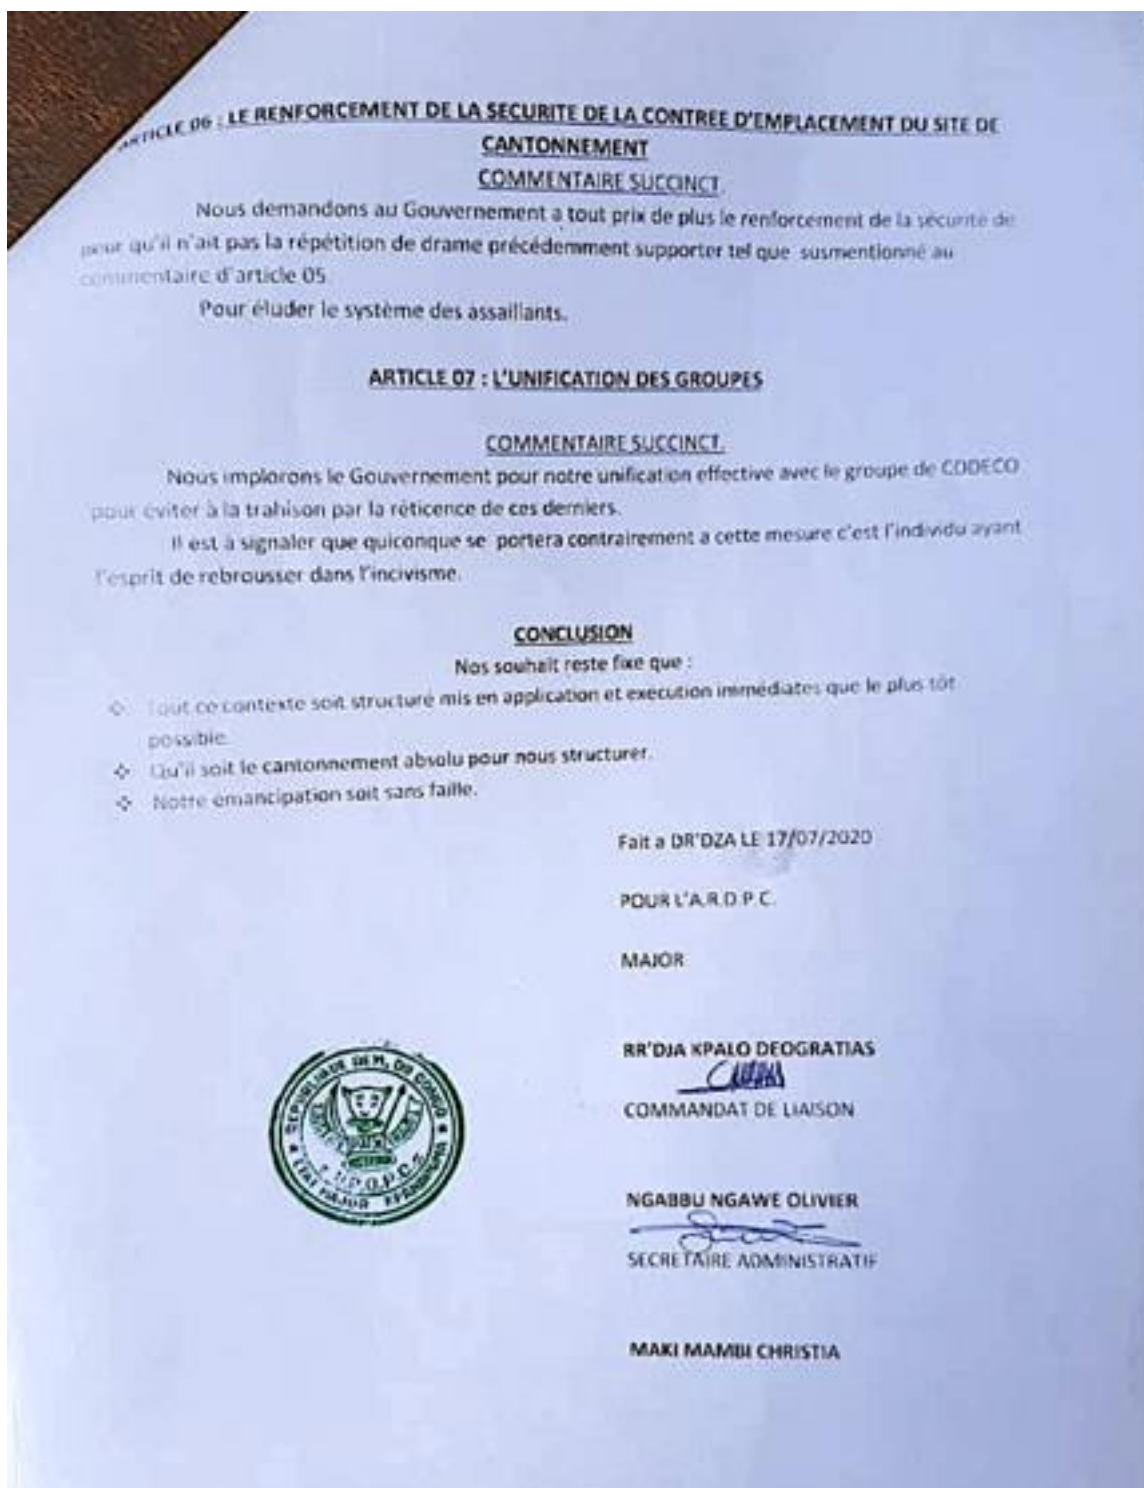 ARTICLE 06 : LE RENFORCEMENT DE LA SECURITE DE LA CONTREE D'EMPLACEMENT DU SITE DE
CANTONNEMENT
COMMENTAIRE SUCCINCT
Nous demandons au Gouvernement a tout prix de plus le renforcement de la sécurité de
pour qu'il n'ait pas la répétition de drame précédemment supporter tel que susmentionné au
commentaire d'article 05.
Pour éluder le système des assaillants.
ARTICLE 07 : L'UNIFICATION DES GROUPES
COMMENTAIRE SUCCINCT.
Nous implorons le Gouvernement pour notre unification effective avec le groupe de CODECO
pour éviter à la trahison par la réticence de ces derniers.
Il est à signaler que quiconque se portera contrairement a cette mesure c'est l'individu ayant
l'esprit de rebrousser dans l'incivisme.
CONCLUSION
Nos souhait reste fixe que :
❖ Tout ce contexte soit structuré mis en application et execution immédiates que le plus tôt
possible.
❖ Qu'il soit le cantonnement absolu pour nous structurer.
❖ Notre émancipation soit sans faille.
Fait a DR'DZA LE 17/07/2020
POUR L'A.R.D.P.C.
MAJOR
RR'DJA KPALO DEOGRATIAS
COMMANDAT DE LIAISON
REPUBLIQUE DEM. DU CONGO
ETAT MAJOR
NGABBU NGAWE OLIVIER
SECRETAIRE ADMINISTRATIF
MAKI MAMBI CHRISTIA